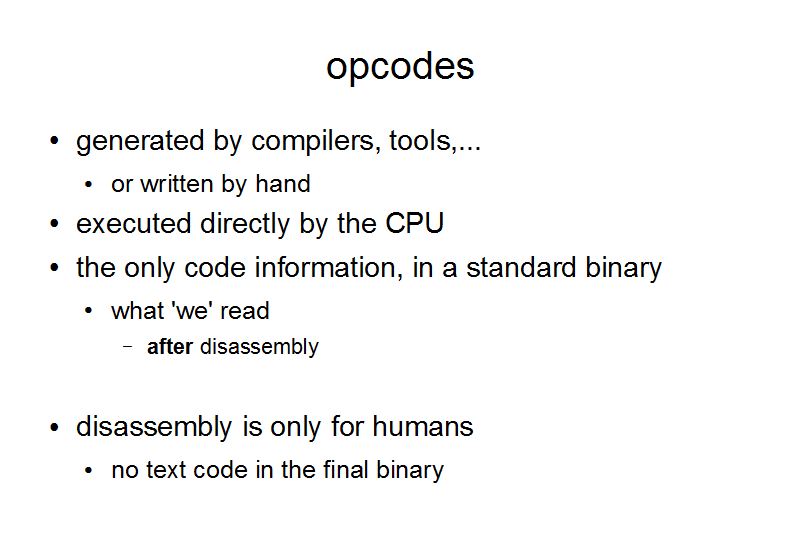 opcodes
• generated by compilers, tools,...
• or written by hand
• executed directly by the CPU
• the only code information, in a standard binary
• what 'we' read
– after disassembly
• disassembly is only for humans
• no text code in the final binary